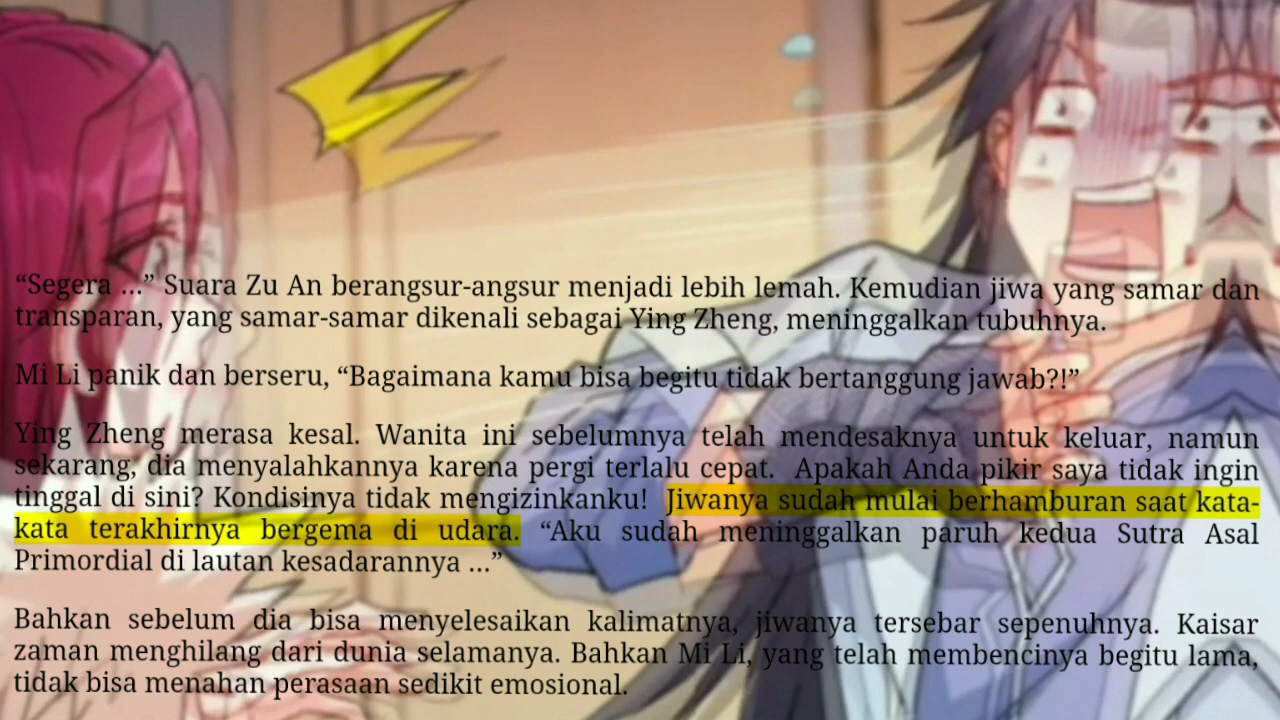 “Segera ...” Suara Zu An berangsur-angsur menjadi lebih lemah. Kemudian jiwa yang samar dan
transparan, yang samar-samar dikenali sebagai Ying Zheng, meninggalkan tubuhnya.
Mi Li panik dan berseru, “Bagaimana kamu bisa begitu tidak bertanggung jawab?!”
Ying Zheng merasa kesal. Wanita ini sebelumnya telah mendesaknya untuk keluar, namun
sekarang, dia menyalahkannya karena pergi terlalu cepat. Apakah Anda pikir saya tidak ingin
tinggal di sini? Kondisinya tidak mengizinkanku! Jiwanya sudah mulai berhamburan saat kata-
kata terakhirnya bergema di udara. “Aku sudah meninggalkan paruh kedua Sutra Asal
Primordial di lautan kesadarannya ...”
Bahkan sebelum dia bisa menyelesaikan kalimatnya, jiwanya tersebar sepenuhnya. Kaisar
zaman menghilang dari dunia selamanya. Bahkan Mi Li, yang telah membencinya begitu lama,
tidak bisa menahan perasaan sedikit emosional.